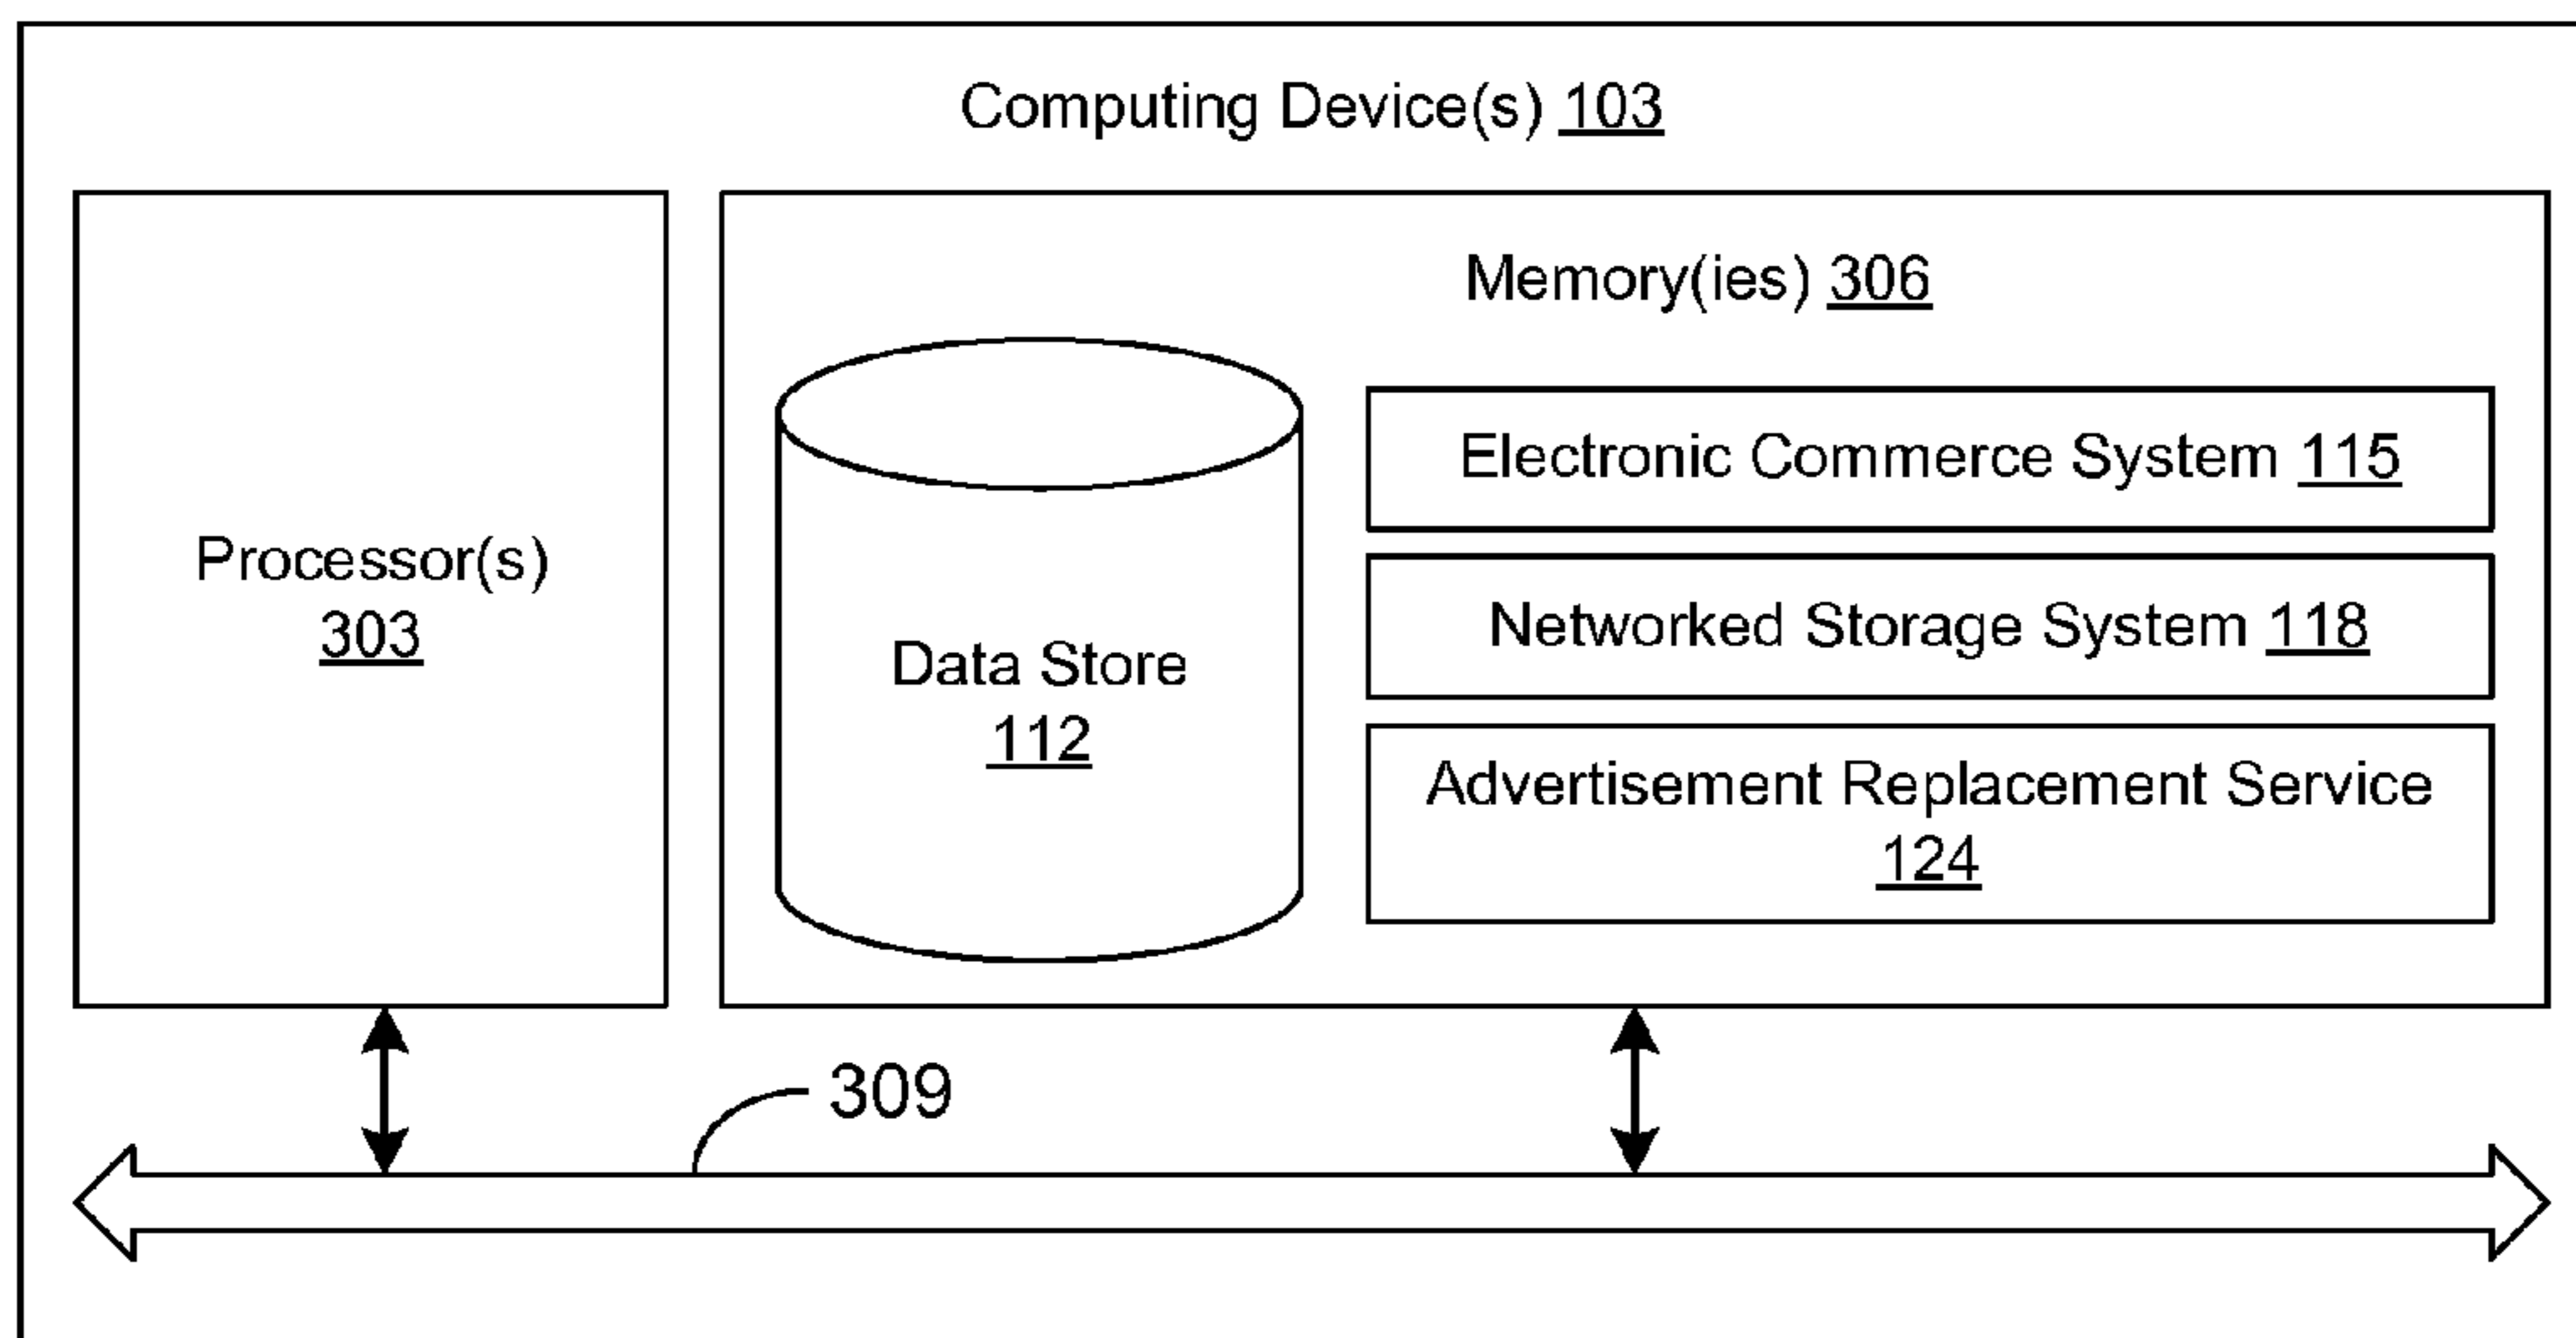 Computing Device(s) 103
Processor(s)
303
Memory(ies) 306
Data Store
112
Electronic Commerce System 115
Networked Storage System 118
Advertisement Replacement Service
124
309